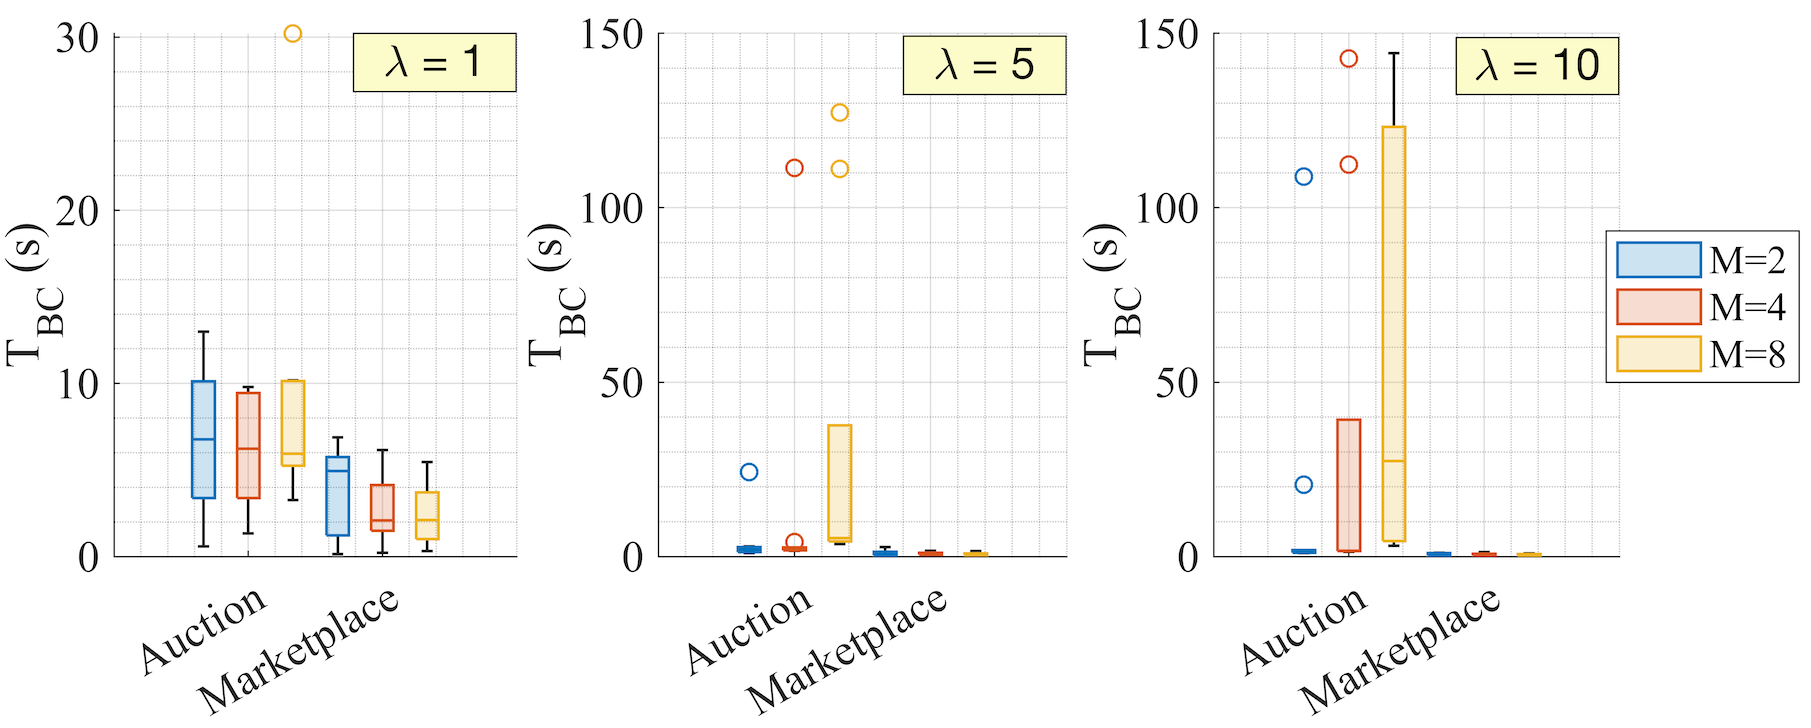 λ = 1
30
20
10
0
T_BC (s)
Auction
Marketplace
λ = 5
150
100
50
0
T_BC (s)
Auction
Marketplace
λ = 10
150
100
50
0
T_BC (s)
Auction
Marketplace
M=2
M=4
M=8